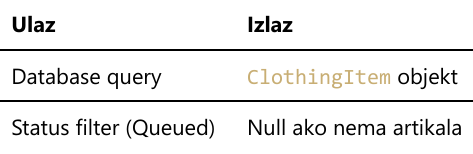 Ulaz Izlaz
Database query ClothingItem objekt
Status filter (Queued) Null ako nema artikala